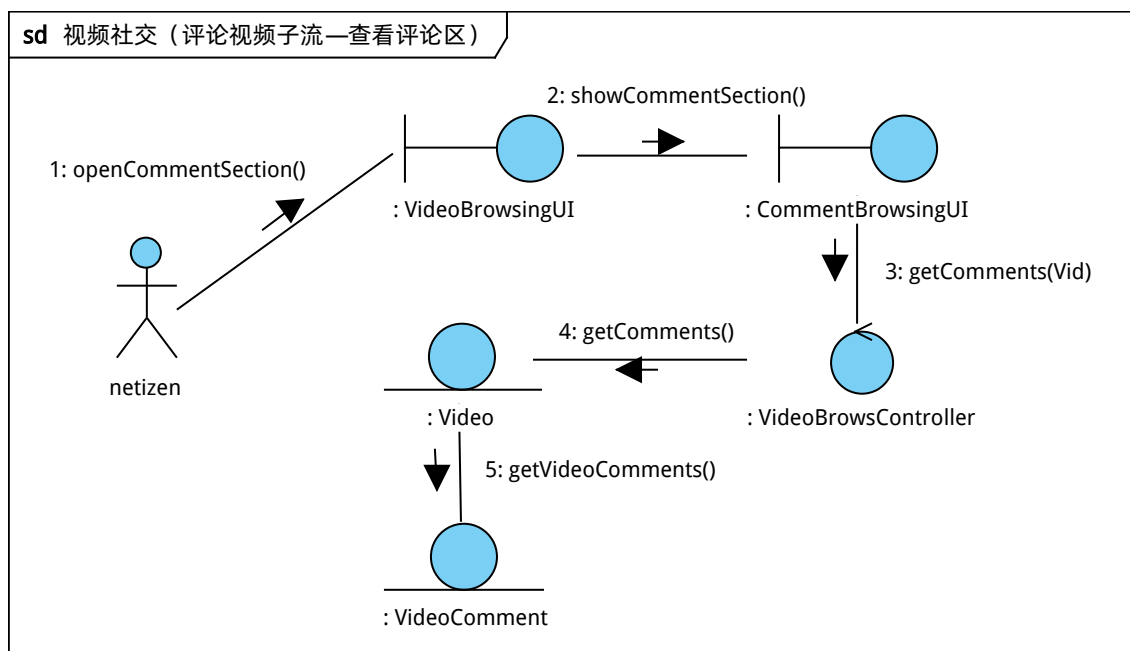 sd 视频社交（评论视频子流—查看评论区）
2: showCommentSection()
1: openCommentSection()
: VideoBrowsingUI
: CommentBrowsingUI
3: getComments(Vid)
4: getComments()
netizen
: Video
: VideoBrowsController
5: getVideoComments()
: VideoComment